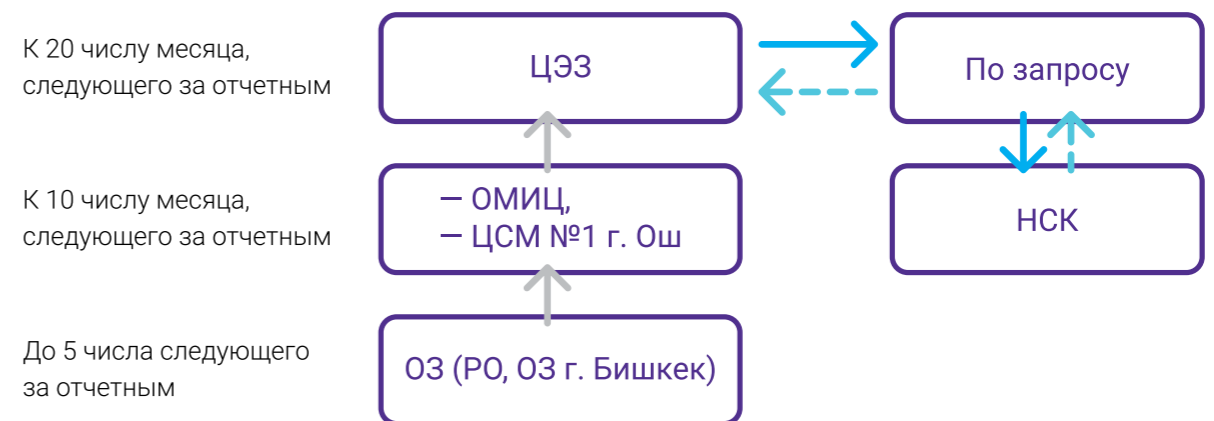 К 20 числу месяца,
следующего за отчетным
ЦЭЗ
По запросу
К 10 числу месяца,
следующего за отчетным
— ОМИЦ,
— ЦСМ №1 г. Ош
НСК
До 5 числа следующего
за отчетным
ОЗ (РО, ОЗ г. Бишкек)